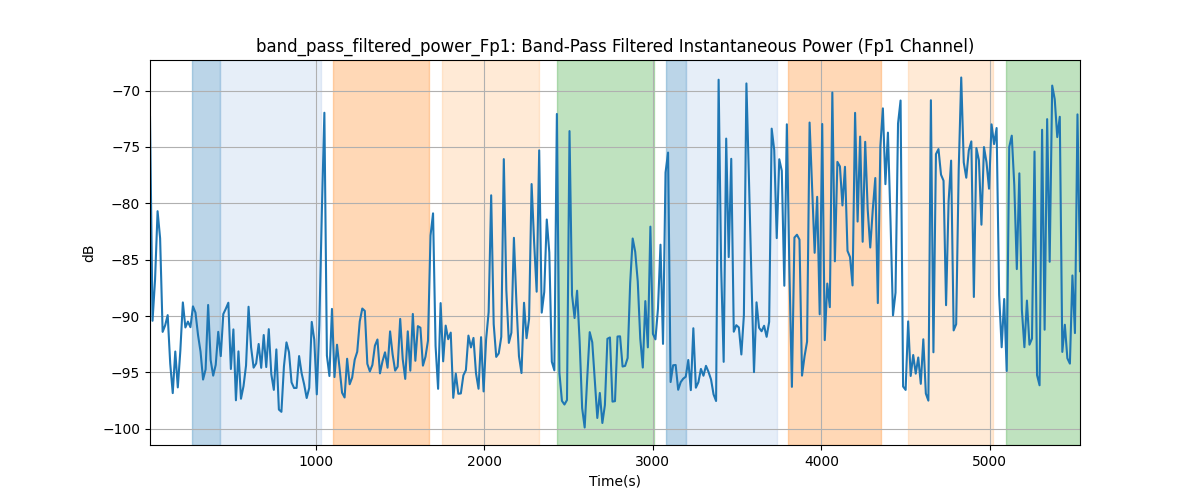 band_pass_filtered_power_Fp1: Band-Pass Filtered Instantaneous Power (Fp1 Channel)
−70
−75
−80
−85
−90
−95
−100
dB
1000 2000 3000 4000 5000
Time(s)